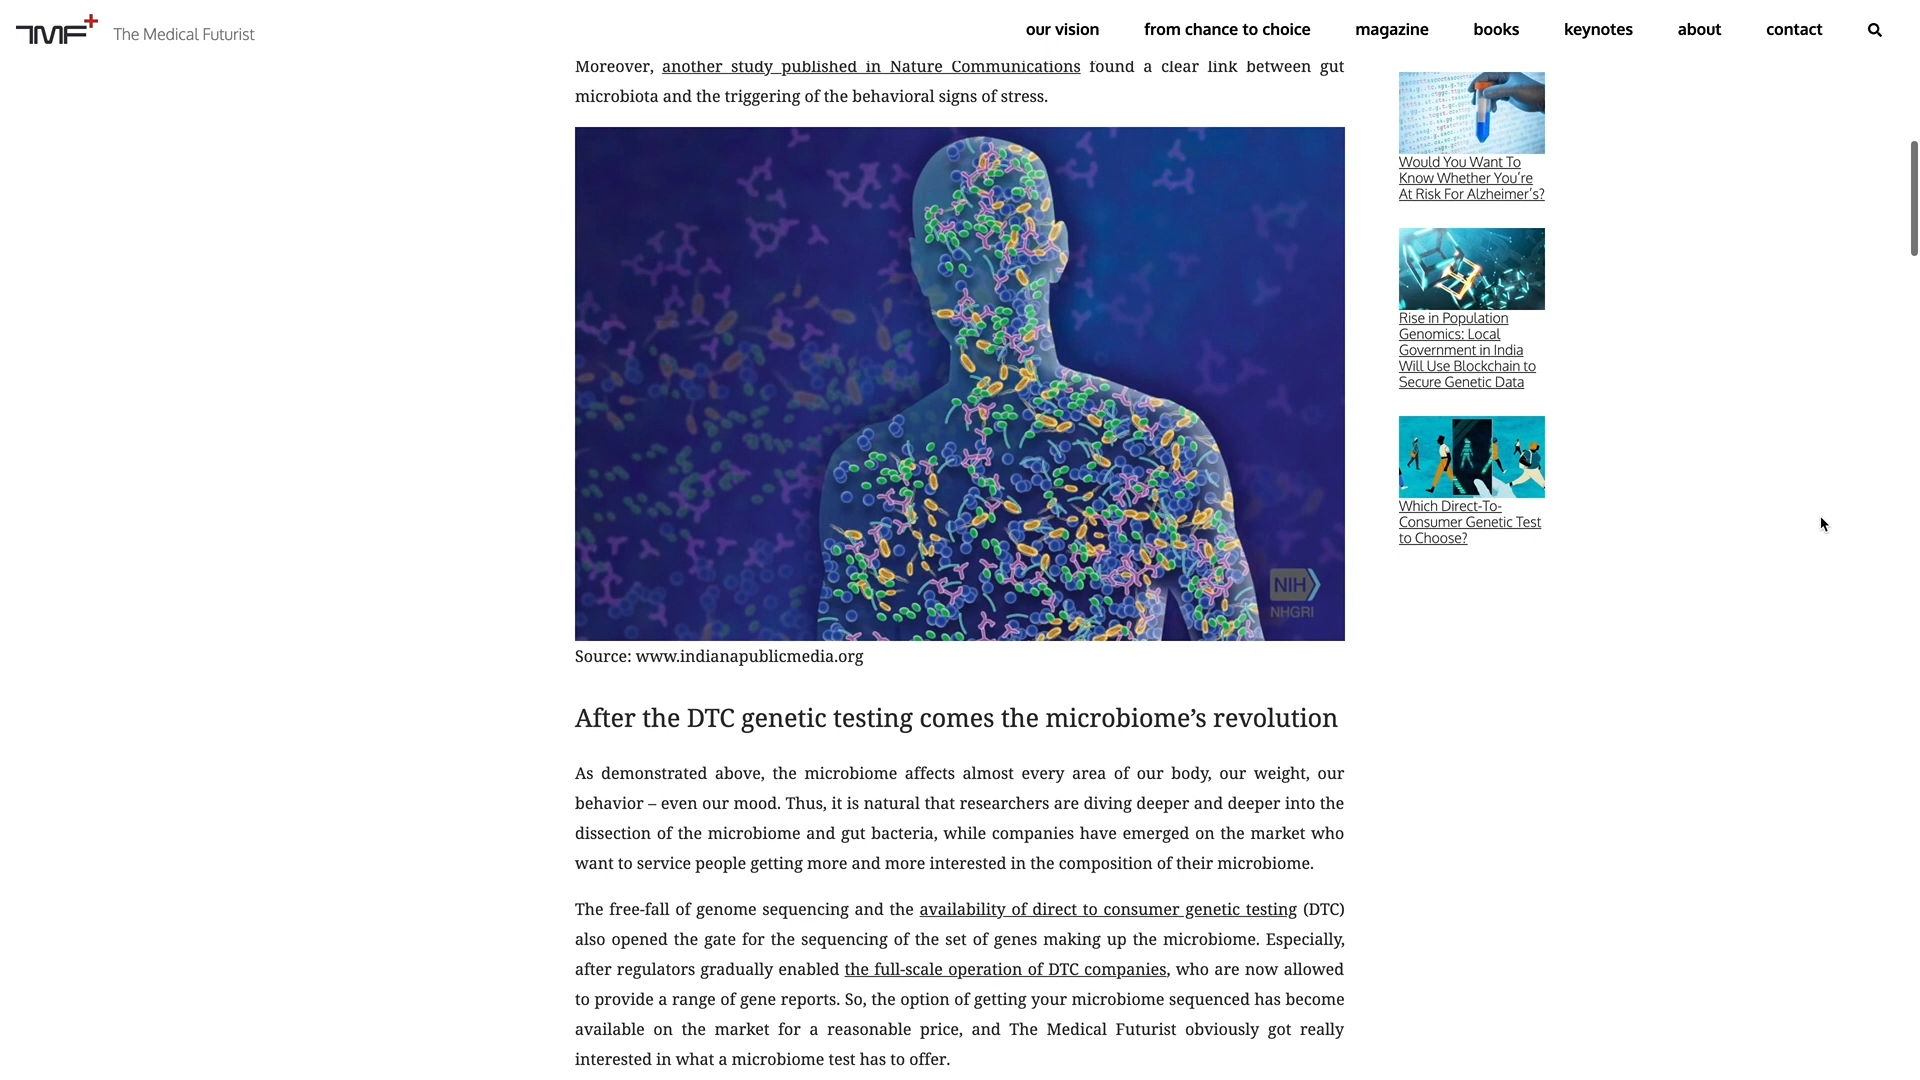 TMF+ The Medical Futurist
our vision from chance to choice magazine books keynotes about contact
Moreover, another study published in Nature Communications found a clear link between gut
microbiota and the triggering of the behavioral signs of stress.
NIH
NHGRI
Source: www.indianapublicmedia.org
After the DTC genetic testing comes the microbiome’s revolution
As demonstrated above, the microbiome affects almost every area of our body, our weight, our
behavior – even our mood. Thus, it is natural that researchers are diving deeper and deeper into the
dissection of the microbiome and gut bacteria, while companies have emerged on the market who
want to service people getting more and more interested in the composition of their microbiome.
The free-fall of genome sequencing and the availability of direct to consumer genetic testing (DTC)
also opened the gate for the sequencing of the set of genes making up the microbiome. Especially,
after regulators gradually enabled the full-scale operation of DTC companies, who are now allowed
to provide a range of gene reports. So, the option of getting your microbiome sequenced has become
available on the market for a reasonable price, and The Medical Futurist obviously got really
interested in what a microbiome test has to offer.
Would You Want To
Know Whether You’re
At Risk For Alzheimer’s?
Rise in Population
Genomics: Local
Government in India
Will Use Blockchain to
Secure Genetic Data
Which Direct-To-
Consumer Genetic Test
to Choose?